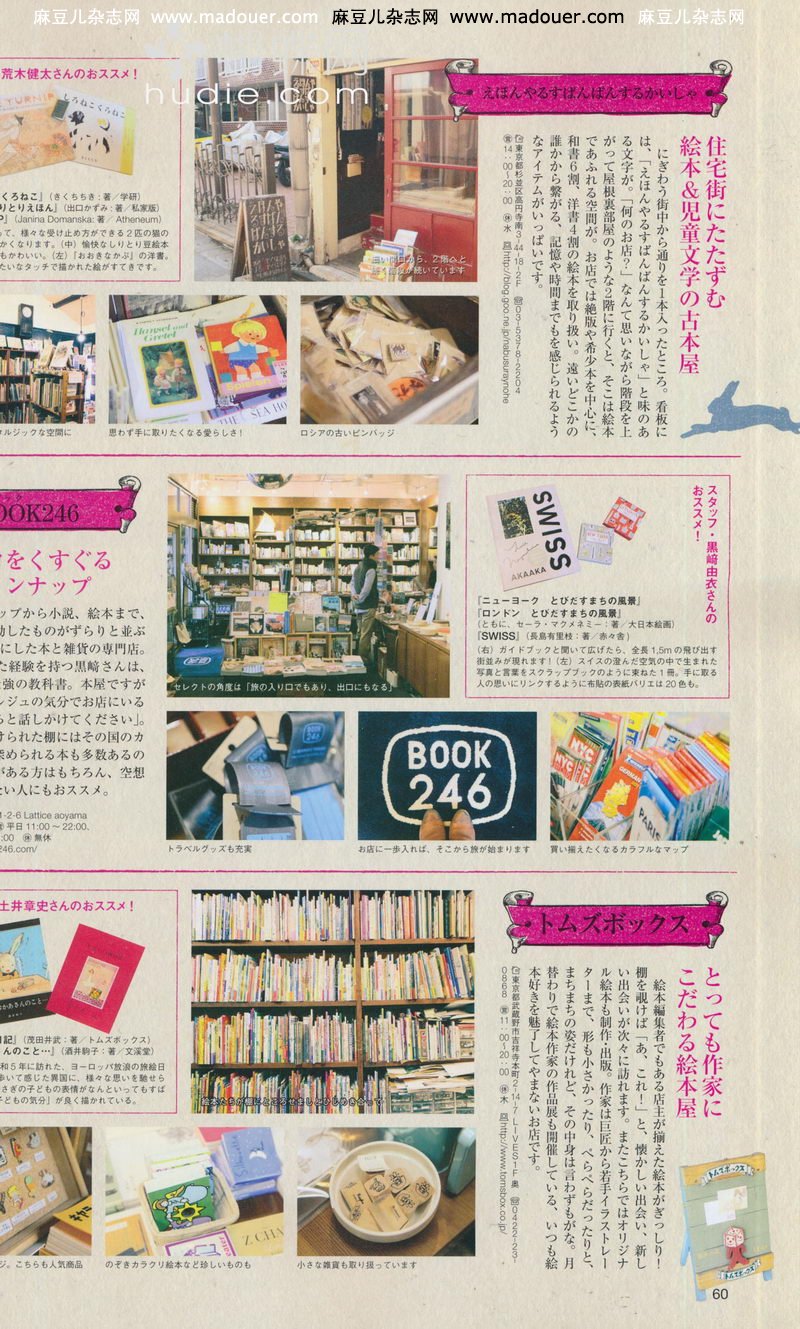 麻豆儿杂志网 www.madouer.com 麻豆儿杂志网 www.madouer.com 麻豆儿杂志网
hudie.com
えほんやるすばんばんするかいしゃ
住宅街にたたずむ
絵本&児童文学の古本屋
にぎわう街中から通りを1本入ったところ。看板に
は、「えほんやるすばんばんするかいしゃ」と味のあ
る文字が。「何のお店?」なんて思いながら階段を上
がって屋根裏部屋のような2階に行くと、そこは絵本
であふれる空間が。お店では絶版や希少本を中心に、
和書6割、洋書4割の絵本を取り扱い。遠いどこかの
誰かから繋がる、記憶や時間までもを感じられるよう
なアイテムがいっぱいです。
東京都杉並区高円寺南3-44-18 1・2F ☎03-5378-2204
営14:00~20:00 休水 http://blog.goo.ne.jp/nabusuraynohe
荒木健太さんのおススメ!
しろねこくろねこ
くろねこ』(きくちちき:著/学研)
りとりえほん』(出口かずみ:著/私家版)
P』(Janina Domanska:著/Atheneum)
って、様々な受け止め方ができる2匹の猫の
かくなります。(中)愉快なしりとり豆絵本
もかわいい。(左)「おおきなかぶ」の洋書。
たいなタッチで描かれた絵がすてきです。
続く階段が続いています
Hansel and
Gretel
Spielen
THE SEA HO
ルジックな空間に
思わず手に取りたくなる愛らしさ!
ロシアの古いピンバッジ
OOK246
をくすぐる
ンナップ
ップから小説、絵本まで、
動したものがずらりと並ぶ
にした本と雑貨の専門店。
た経験を持つ黒﨑さんは、
強の教科書。本屋ですが
ルジュの気分でお店にいる
らと話しかけてください」。
けられた棚にはその国のカ
染められる本も多数あるの
がある方はもちろん、空想
たい人にもおススメ。
1-2-6 Lattice aoyama
平日 11:00~22:00、
:00 休無休
246.com/
セレクトの角度は「旅の入り口でもあり、出口にもなる」
スタッフ・黒﨑由衣さんの
おススメ!
SWISS
AKAAKA
『ニューヨーク とびだすまちの風景』
『ロンドン とびだすまちの風景』
(ともに、セーラ・マクメネミー:著/大日本絵画)
『SWISS』(長島有里枝:著/赤々舎)
(右)ガイドブックと聞いて広げたら、全長1,5mの飛び出す
街並みが現れます!(左)スイスの澄んだ空気の中で生まれた
写真と言葉をスクラップブックのように束ねた1冊。手に取る
人の思いにリンクするように布貼の表紙バリエは20色も。
BOOK
246
NYC
GERMAN
PARIS
トラベルグッズも充実
お店に一歩入れば、そこから旅が始まります
買い揃えたくなるカラフルなマップ
トムズボックス
とっても作家に
こだわる絵本屋
絵本編集者でもある店主が揃えた絵本がぎっしり!
棚を覗けば「あ、これ!」と、懐かしい出会い、新し
い出会いが次々に訪れます。またこちらではオリジナ
ル絵本も制作・出版。作家は巨匠から若手イラストレー
ターまで、形も小さかったり、ぺらぺらだったりと、
まちまちの姿だけれど、その中身は言わずもがな。月
替わりで絵本作家の作品展も開催している、いつも絵
本好きを魅了してやまないお店です。
東京都武蔵野市吉祥寺本町2-14-7 LIVES1F奥 ☎0422-23-
0868 営11:00~20:00 休木 http://www.tomsbox.co.jp/
土井章史さんのおススメ!
日記』(茂田井武:著/トムズボックス)
さんのこと…』(酒井駒子:著/文溪堂)
和5年に訪れた、ヨーロッパ放浪の旅絵日
歩いて感じた異国に、様々な思いを馳せら
さぎの子どもの表情がなんといってもすば
子どもの気分」が良く描かれている。
絵本たちが棚にところせましとひしめき合って
ジ。こちらも人気商品
のぞきカラクリ絵本など珍しいものも
小さな雑貨も取り扱っています
トムズボックス
トムズボックス
60